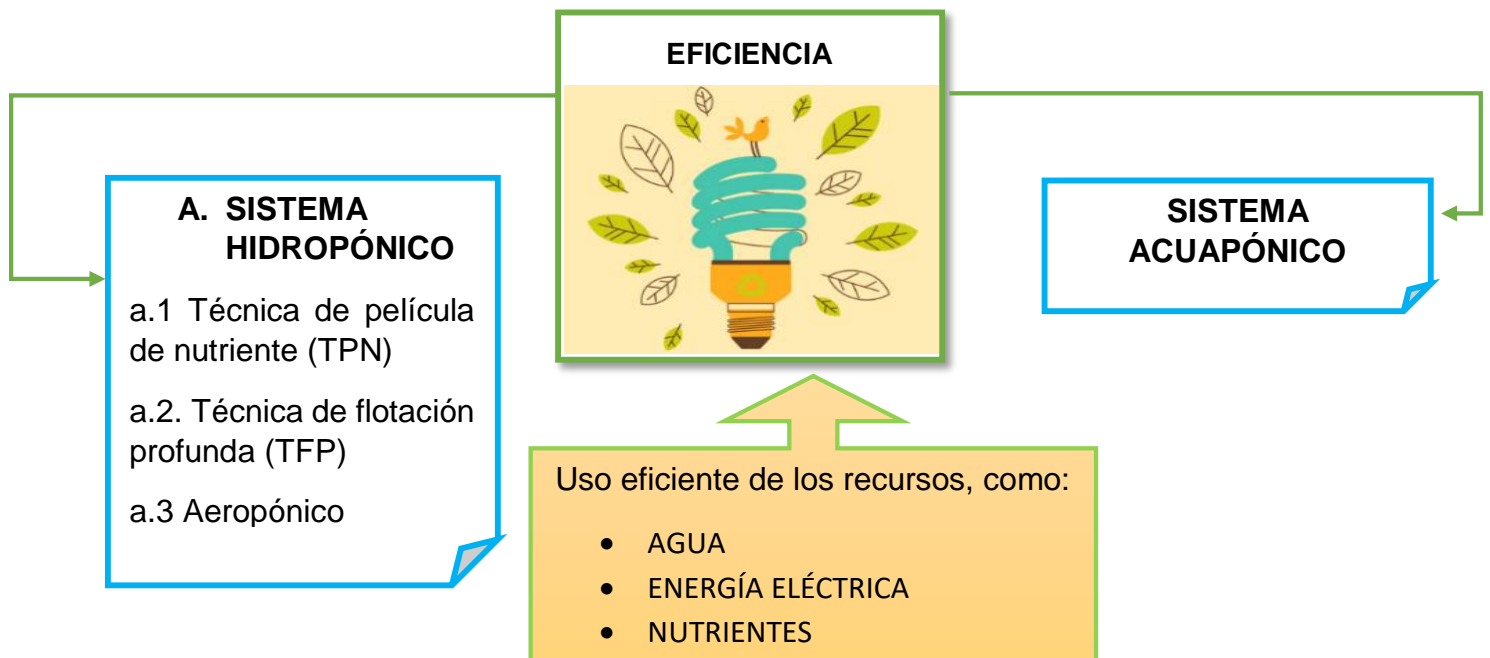 EFICIENCIA
A. SISTEMA
HIDROPÓNICO
a.1 Técnica de película
de nutriente (TPN)
a.2. Técnica de flotación
profunda (TFP)
a.3 Aeropónico
SISTEMA
ACUAPÓNICO
Uso eficiente de los recursos, como:
• AGUA
• ENERGÍA ELÉCTRICA
• NUTRIENTES